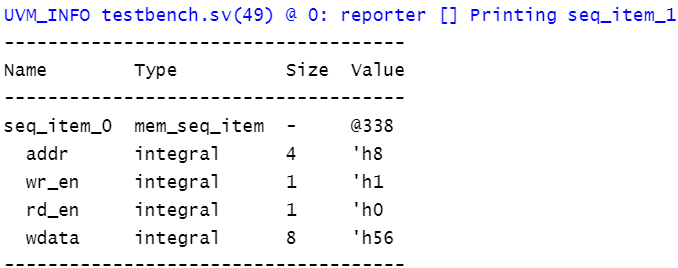 UVM_INFO testbench.sv(49) @ 0: reporter [] Printing seq_item_1
-------------------------------------
Name        Type          Size  Value
-------------------------------------
seq_item_0  mem_seq_item  -     @338
  addr      integral      4     'h8
  wr_en     integral      1     'h1
  rd_en     integral      1     'h0
  wdata     integral      8     'h56
-------------------------------------